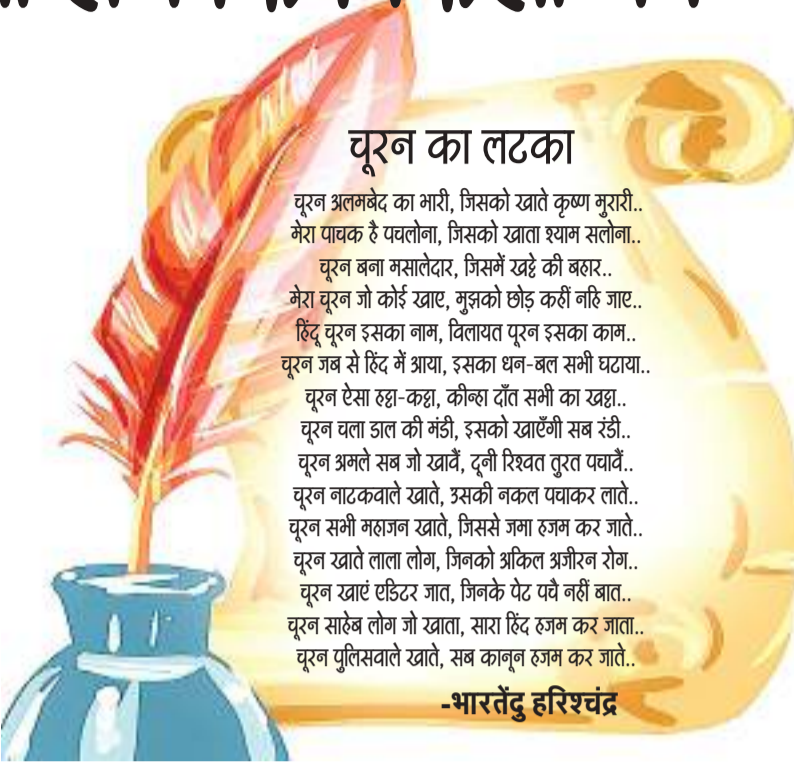 चूरन का लटका
चूरन अलमबेद का भारी, जिसको खाते कृष्ण मुरारी..
मेरा पाचक है पचलोना, जिसको खाता श्याम सलोना..
चूरन बना मसालेदार, जिसमें खट्टे की बहार..
मेरा चूरन जो कोई खाए, मुझको छोड़ कहीं नहि जाए..
हिंदू चूरन इसका नाम, विलायत पूरन इसका काम..
चूरन जब से हिंद में आया, इसका धन-बल सभी घटाया..
चूरन ऐसा हट्टा-कट्टा, कीन्हा दाँत सभी का खट्टा..
चूरन चला डाल की मंडी, इसको खाएँगी सब रंडी..
चूरन अमले सब जो खावैं, दूनी रिश्वत तुरत पचावैं..
चूरन नाटकवाले खाते, उसकी नकल पचाकर लाते..
चूरन सभी महाजन खाते, जिससे जमा हजम कर जाते..
चूरन खाते लाला लोग, जिनको अकिल अजीरन रोग..
चूरन खाएं एडिटर जात, जिनके पेट पचै नहीं बात..
चूरन साहेब लोग जो खाता, सारा हिंद हजम कर जाता..
चूरन पुलिसवाले खाते, सब कानून हजम कर जाते..
-भारतेंदु हरिश्चंद्र